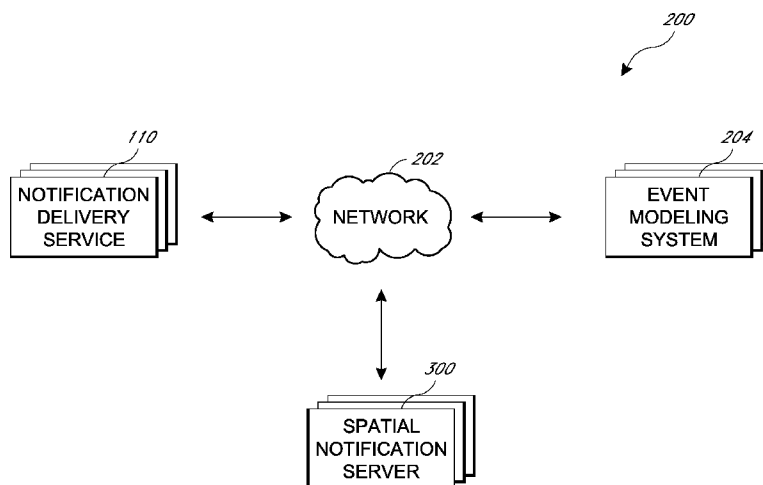 200
110
202
204
NOTIFICATION
DELIVERY
SERVICE
NETWORK
EVENT
MODELING
SYSTEM
300
SPATIAL
NOTIFICATION
SERVER